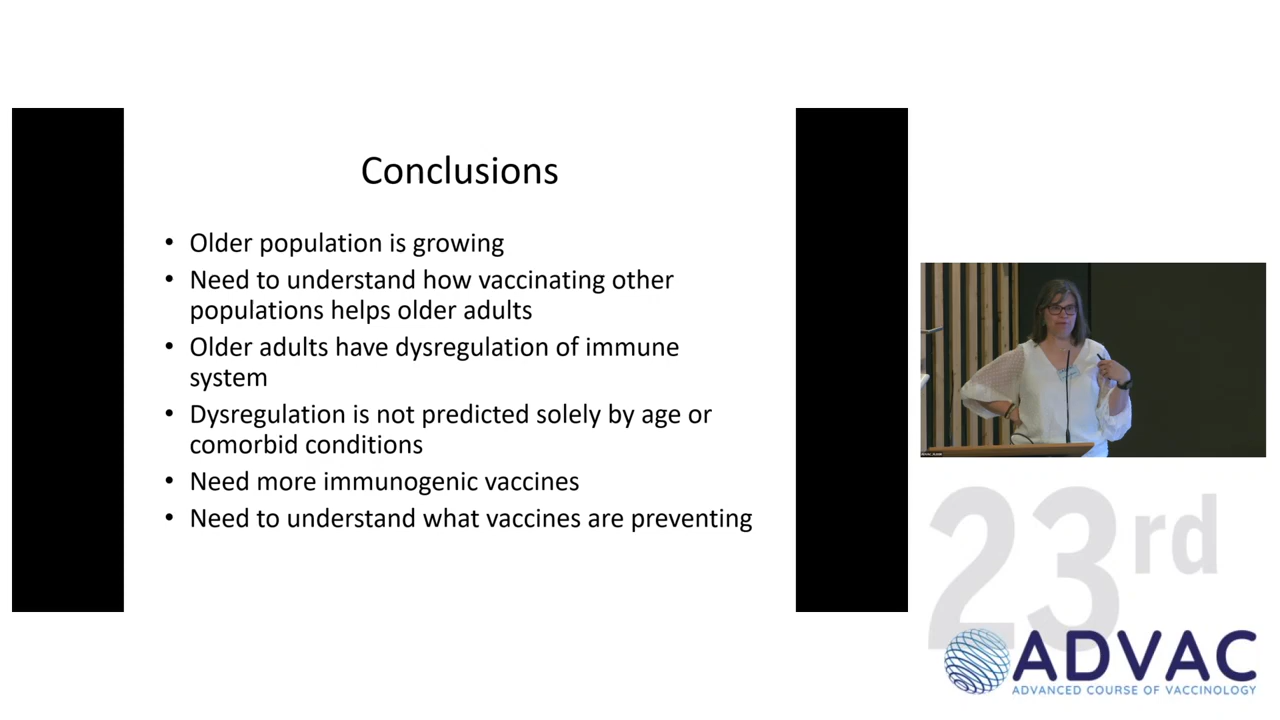 Conclusions
• Older population is growing
• Need to understand how vaccinating other
populations helps older adults
• Older adults have dysregulation of immune
system
• Dysregulation is not predicted solely by age or
comorbid conditions
• Need more immunogenic vaccines
• Need to understand what vaccines are preventing
23rd
ADVAC
ADVANCED COURSE OF VACCINOLOGY